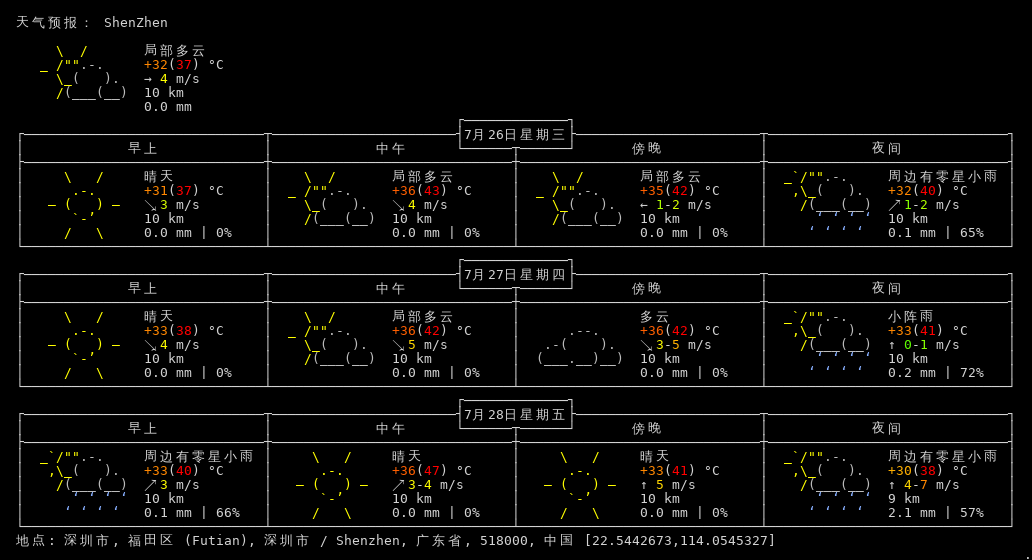 天气预报： ShenZhen
局部多云
+32(37) °C
→ 4 m/s
10 km
0.0 mm
7月26日星期三
早上 中午 傍晚 夜间
晴天 局部多云 局部多云 周边有零星小雨
+31(37) °C +36(43) °C +35(42) °C +32(40) °C
↘ 3 m/s ↘ 4 m/s ← 1-2 m/s ↗ 1-2 m/s
10 km 10 km 10 km 10 km
0.0 mm | 0% 0.0 mm | 0% 0.0 mm | 0% 0.1 mm | 65%
7月27日星期四
早上 中午 傍晚 夜间
晴天 局部多云 多云 小阵雨
+33(38) °C +36(42) °C +36(42) °C +33(41) °C
↘ 4 m/s ↘ 5 m/s ↘ 3-5 m/s ↑ 0-1 m/s
10 km 10 km 10 km 10 km
0.0 mm | 0% 0.0 mm | 0% 0.0 mm | 0% 0.2 mm | 72%
7月28日星期五
早上 中午 傍晚 夜间
周边有零星小雨 晴天 晴天 周边有零星小雨
+33(40) °C +36(47) °C +33(41) °C +30(38) °C
↗ 3 m/s ↗ 3-4 m/s ↑ 5 m/s ↑ 4-7 m/s
10 km 10 km 10 km 9 km
0.1 mm | 66% 0.0 mm | 0% 0.0 mm | 0% 2.1 mm | 57%
地点: 深圳市, 福田区 (Futian), 深圳市 / Shenzhen, 广东省, 518000, 中国 [22.5442673,114.0545327]